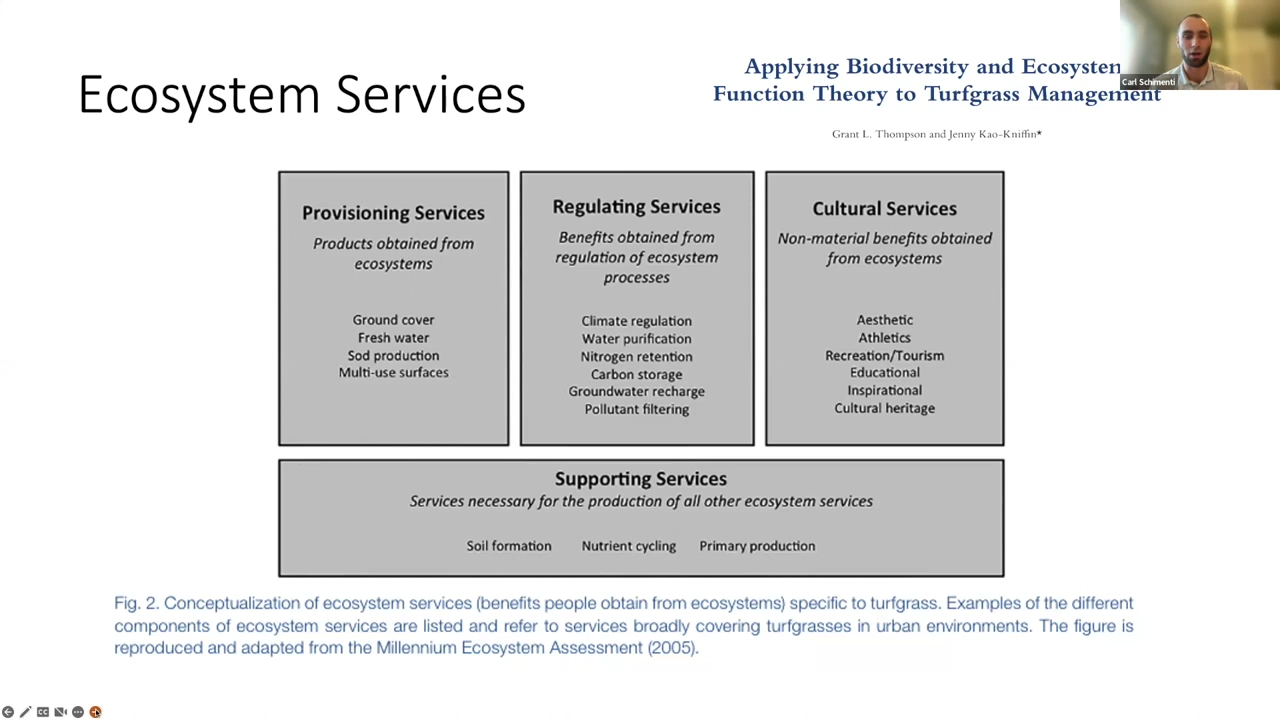 Ecosystem Services
Applying Biodiversity and Ecosystem
Function Theory to Turfgrass Management
Grant L. Thompson and Jenny Kao-Kniffin*
Carl Schimenti
Provisioning Services
Products obtained from
ecosystems
Ground cover
Fresh water
Sod production
Multi-use surfaces
Regulating Services
Benefits obtained from
regulation of ecosystem
processes
Climate regulation
Water purification
Nitrogen retention
Carbon storage
Groundwater recharge
Pollutant filtering
Cultural Services
Non-material benefits obtained
from ecosystems
Aesthetic
Athletics
Recreation/Tourism
Educational
Inspirational
Cultural heritage
Supporting Services
Services necessary for the production of all other ecosystem services
Soil formation Nutrient cycling Primary production
Fig. 2. Conceptualization of ecosystem services (benefits people obtain from ecosystems) specific to turfgrass. Examples of the different
components of ecosystem services are listed and refer to services broadly covering turfgrasses in urban environments. The figure is
reproduced and adapted from the Millennium Ecosystem Assessment (2005).
CC